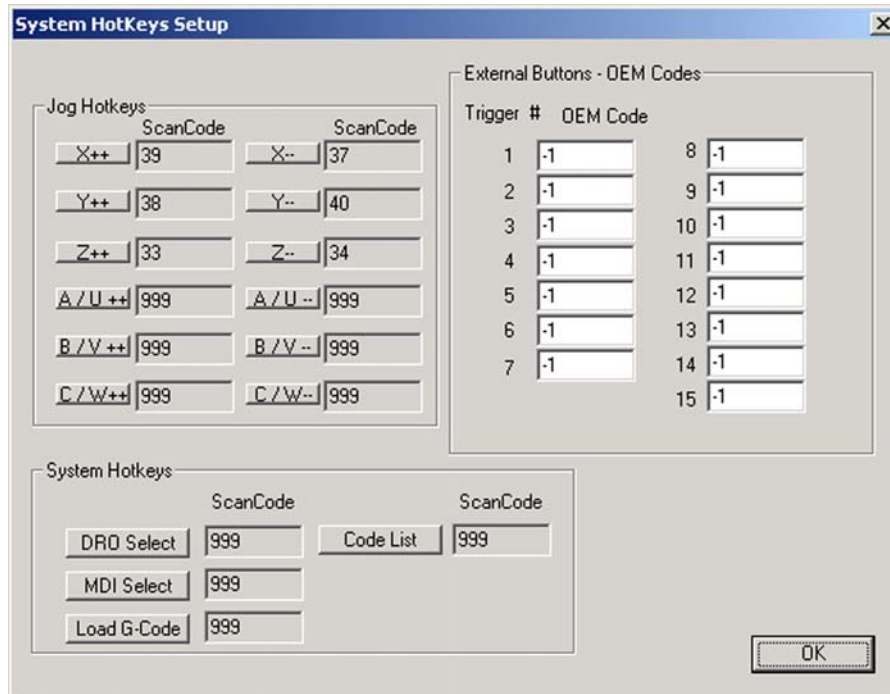 System HotKeys Setup
Jog Hotkeys
ScanCode ScanCode
X++ 39 X-- 37
Y++ 38 Y-- 40
Z++ 33 Z-- 34
A / U ++ 999 A / U -- 999
B / V ++ 999 B / V -- 999
C / W++ 999 C / W-- 999
External Buttons - OEM Codes
Trigger # OEM Code
1 -1 8 -1
2 -1 9 -1
3 -1 10 -1
4 -1 11 -1
5 -1 12 -1
6 -1 13 -1
7 -1 14 -1
15 -1
System Hotkeys
ScanCode ScanCode
DRO Select 999 Code List 999
MDI Select 999
Load G-Code 999
OK